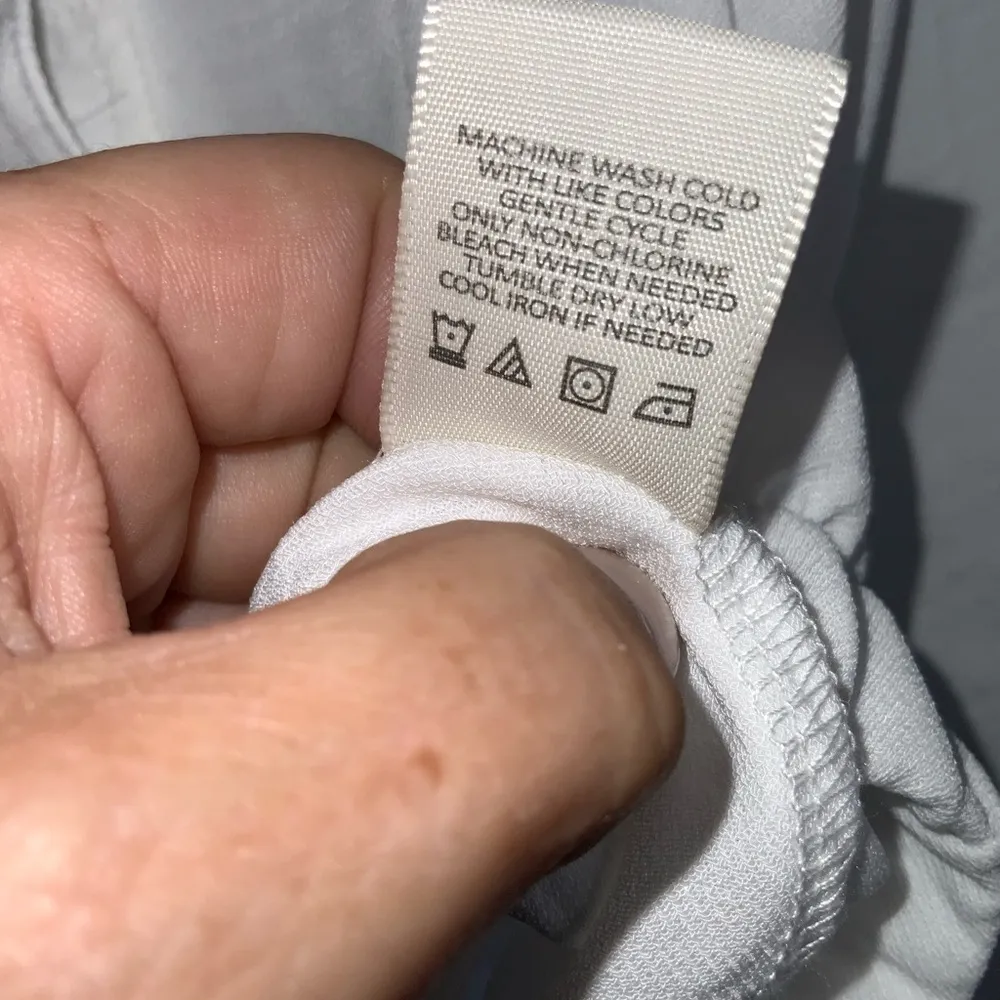 MACHINE WASH COLD
WITH LIKE COLORS
GENTLE CYCLE
ONLY NON-CHLORINE
BLEACH WHEN NEEDED
TUMBLE DRY LOW
COOL IRON IF NEEDED